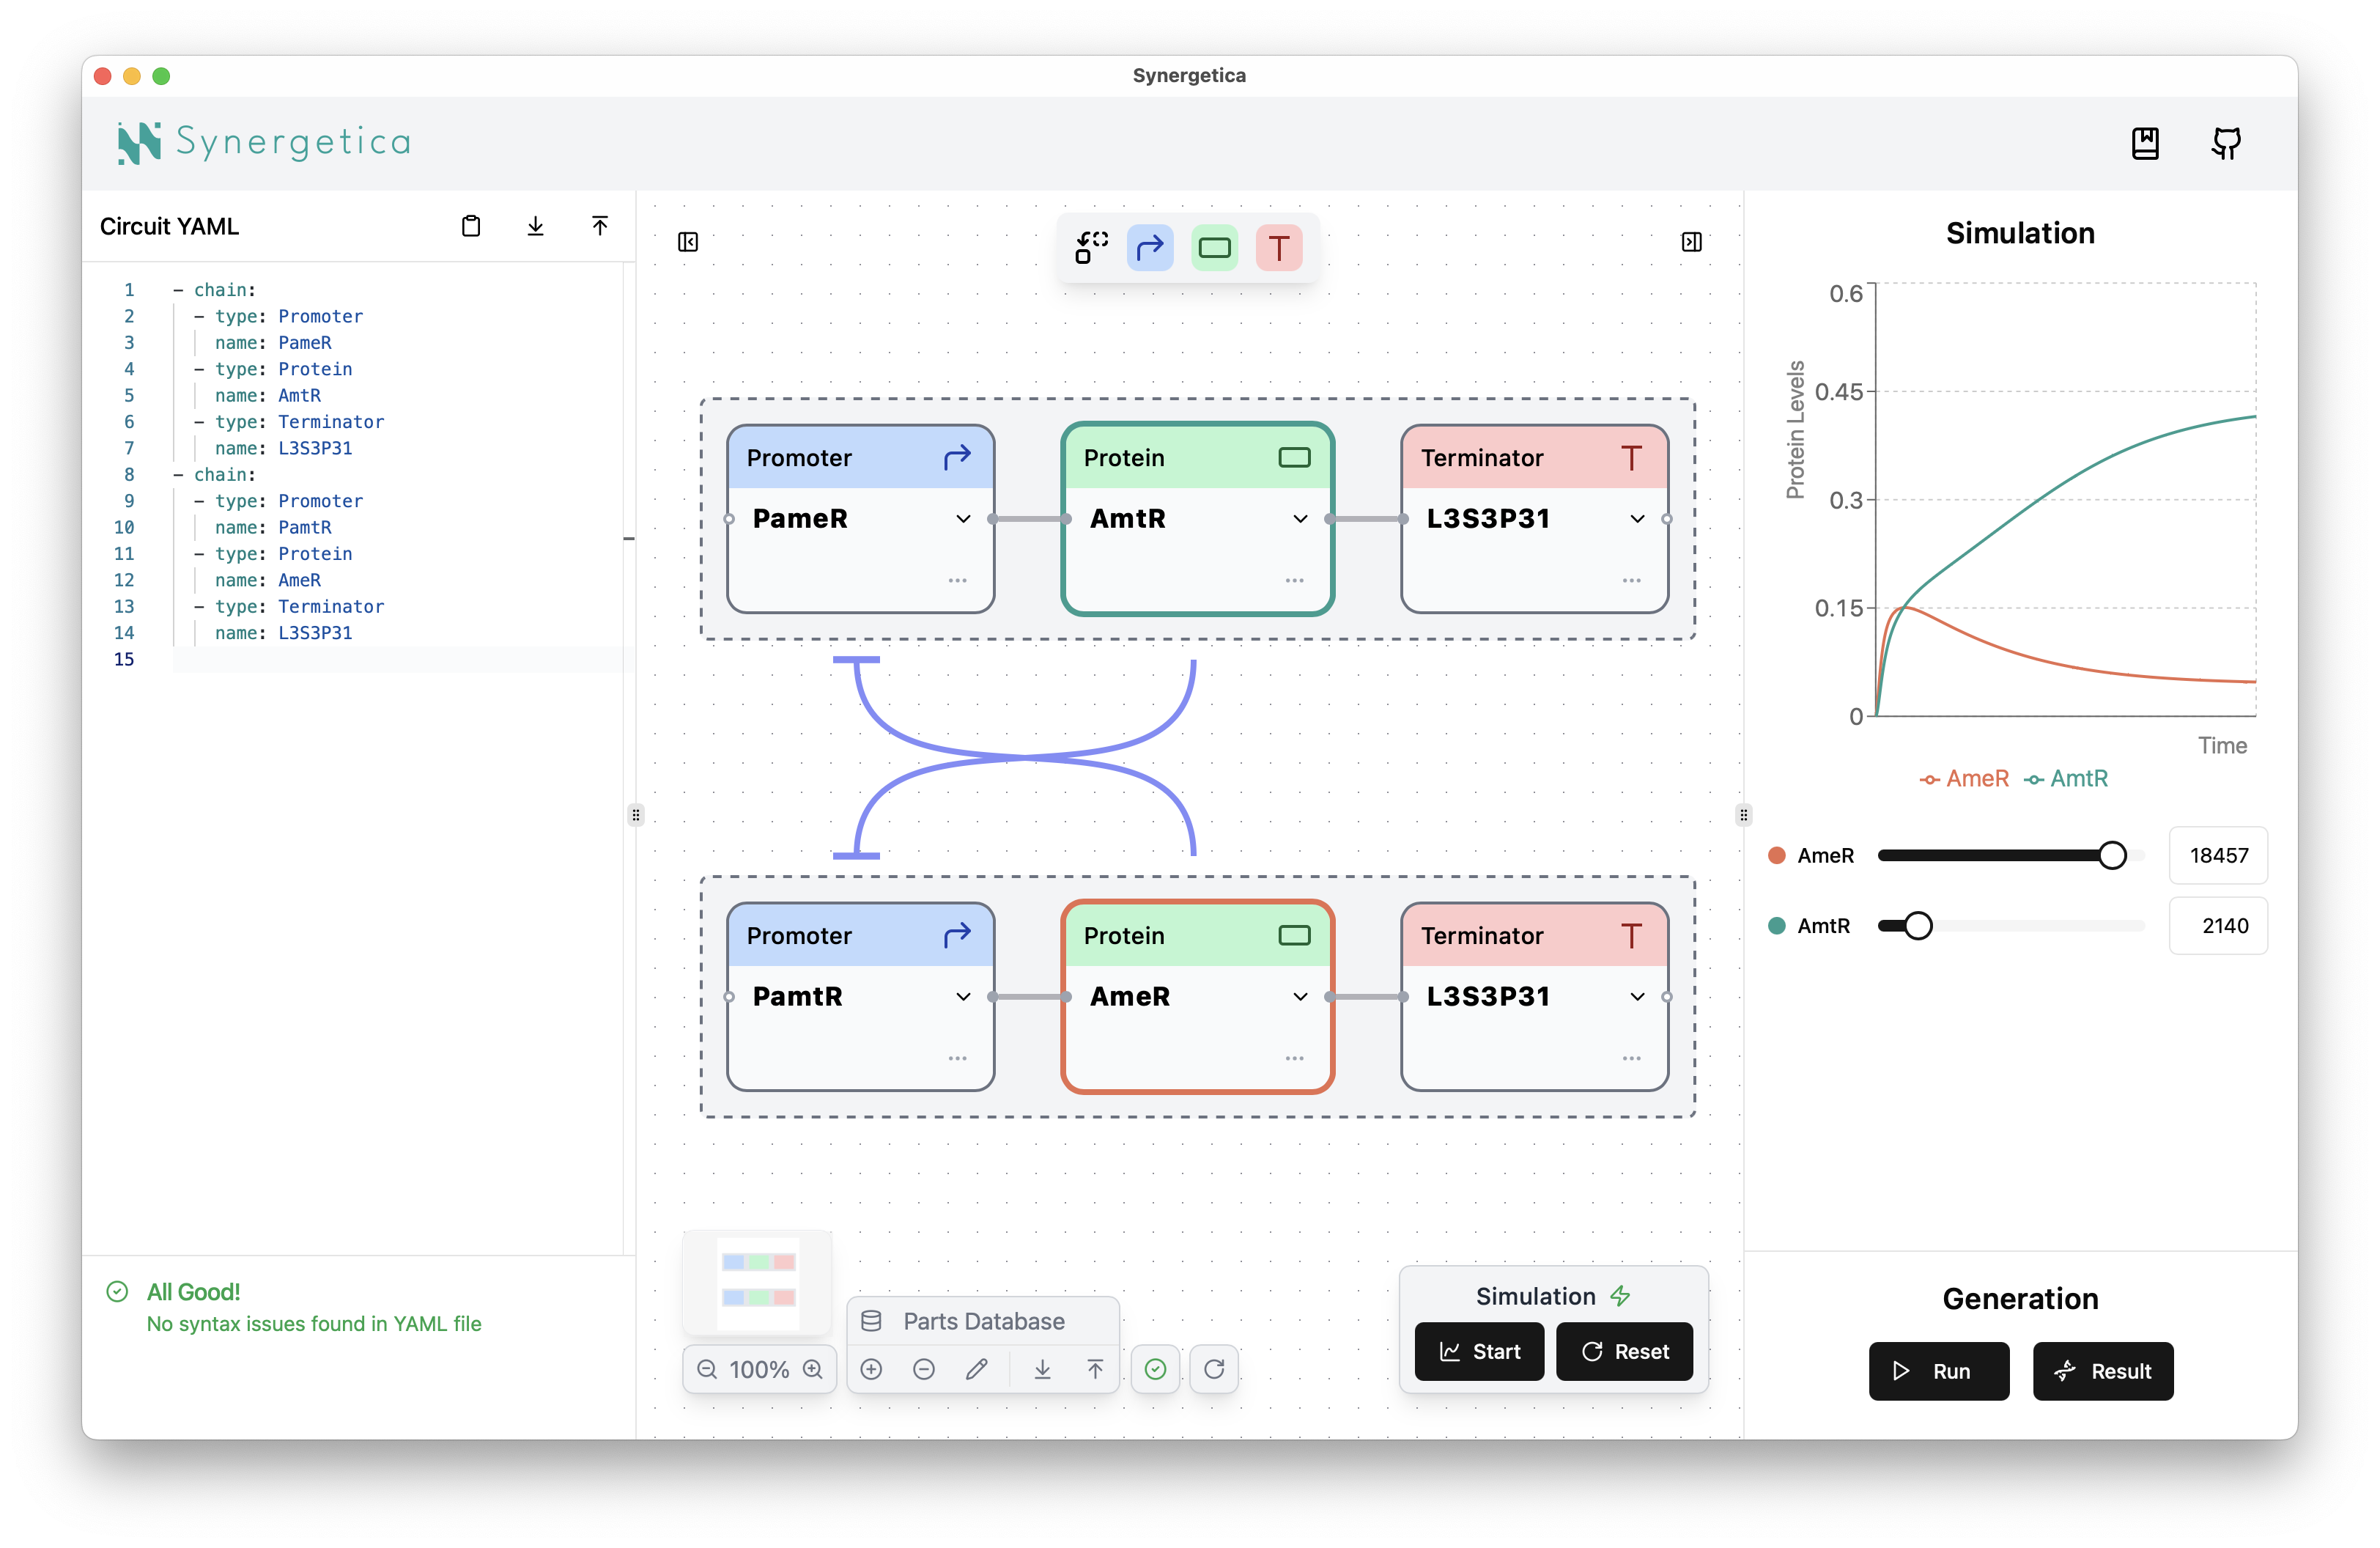 Synergetica
Synergetica
Circuit YAML
1 - chain:
2 - type: Promoter
3 name: PameR
4 - type: Protein
5 name: AmtR
6 - type: Terminator
7 name: L3S3P31
8 - chain:
9 - type: Promoter
10 name: PamtR
11 - type: Protein
12 name: AmeR
13 - type: Terminator
14 name: L3S3P31
15
All Good!
No syntax issues found in YAML file
Promoter
PameR
...
Protein
AmtR
...
Terminator
L3S3P31
...
Promoter
PamtR
...
Protein
AmeR
...
Terminator
L3S3P31
...
100%
Parts Database
Simulation
Start
Reset
Simulation
Protein Levels
0.6
0.45
0.3
0.15
0
Time
AmeR AmtR
AmeR 18457
AmtR 2140
Generation
Run
Result